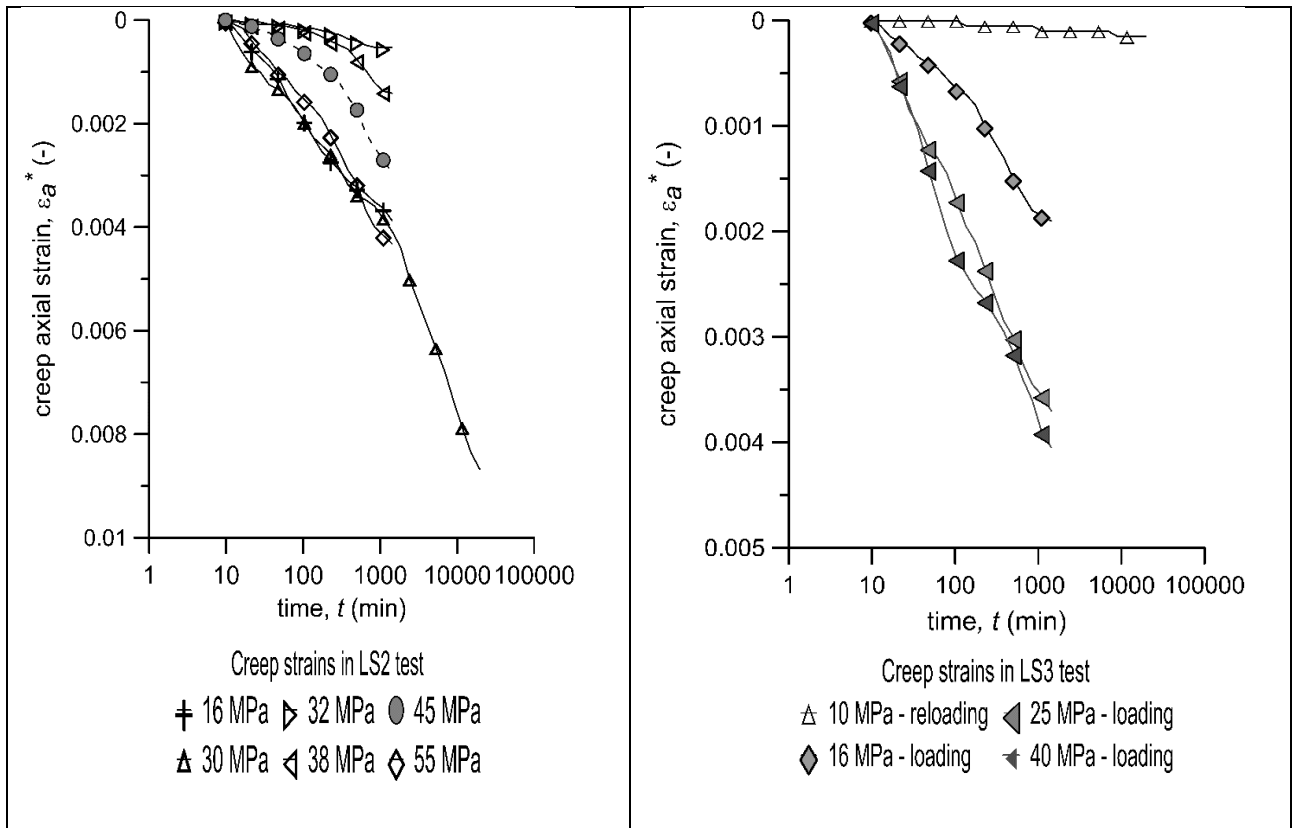 0
0.002
0.004
0.006
0.008
0.01
creep axial strain, εa* (-)
1 10 100 1000 10000 100000
time, t (min)
Creep strains in LS2 test
16 MPa 32 MPa 45 MPa
30 MPa 38 MPa 55 MPa
0
0.001
0.002
0.003
0.004
0.005
creep axial strain, εa* (-)
1 10 100 1000 10000 100000
time, t (min)
Creep strains in LS3 test
10 MPa - reloading 25 MPa - loading
16 MPa - loading 40 MPa - loading